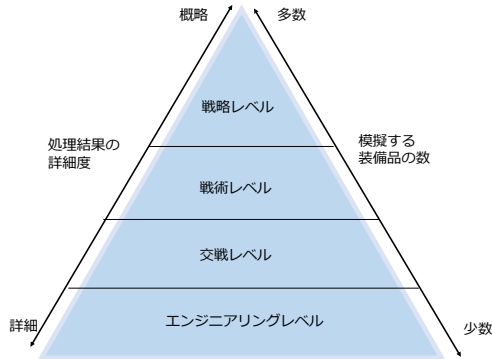 概略
多数
戦略レベル
処理結果の
詳細度
模擬する
装備品の数
戦術レベル
交戦レベル
エンジニアリングレベル
詳細
少数